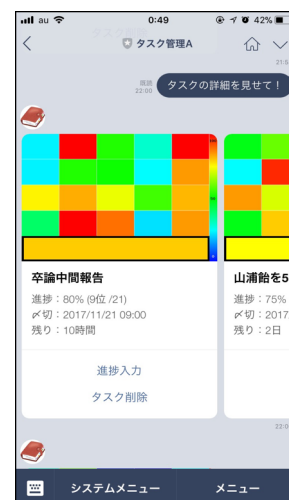 au 0:49 42%
タスク管理A
既読
22:00
タスクの詳細を見せて！
卒論中間報告
進捗：80% (9位 /21)
〆切：2017/11/21 09:00
残り：10時間
進捗入力
タスク削除
山浦飴を5
進捗：75%
〆切：2017
残り：2日
システムメニュー
メニュー